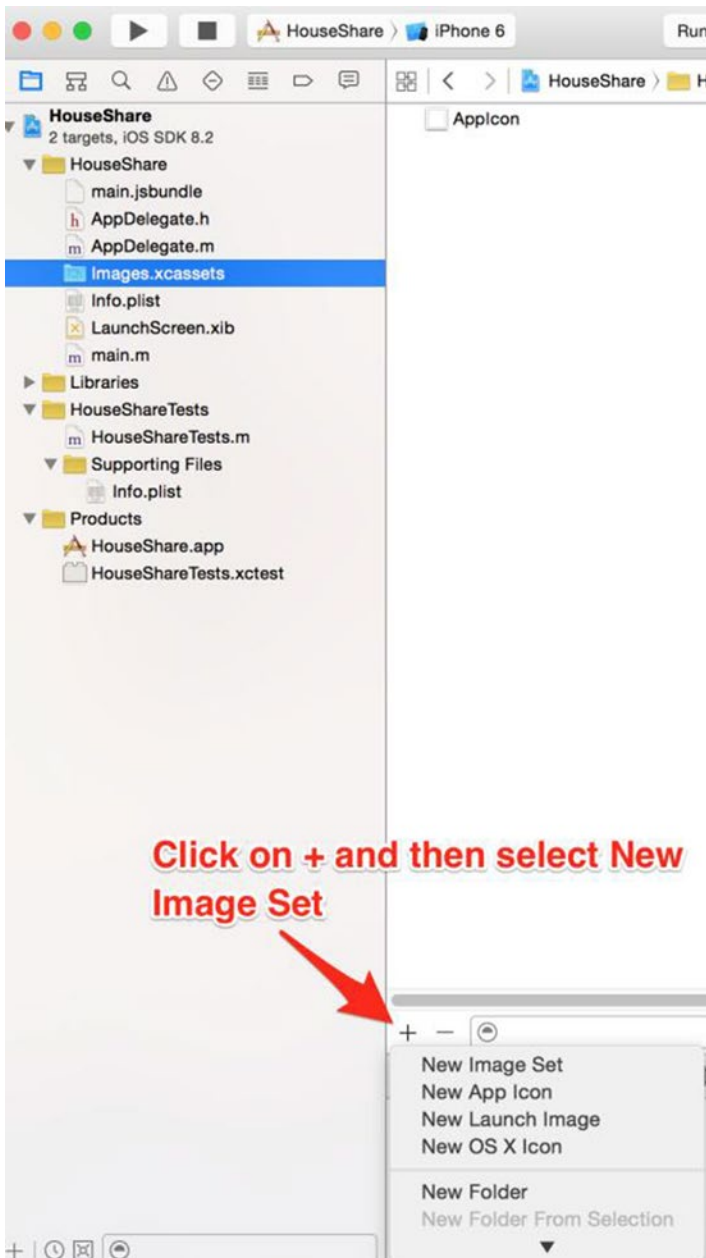 HouseShare
iPhone 6
Run
HouseShare
H
HouseShare
2 targets, iOS SDK 8.2
HouseShare
main.jsbundle
AppDelegate.h
AppDelegate.m
Images.xcassets
Info.plist
LaunchScreen.xib
main.m
Libraries
HouseShareTests
HouseShareTests.m
Supporting Files
Info.plist
Products
HouseShare.app
HouseShareTests.xctest
AppIcon
Click on + and then select New
Image Set
New Image Set
New App Icon
New Launch Image
New OS X Icon
New Folder
New Folder From Selection